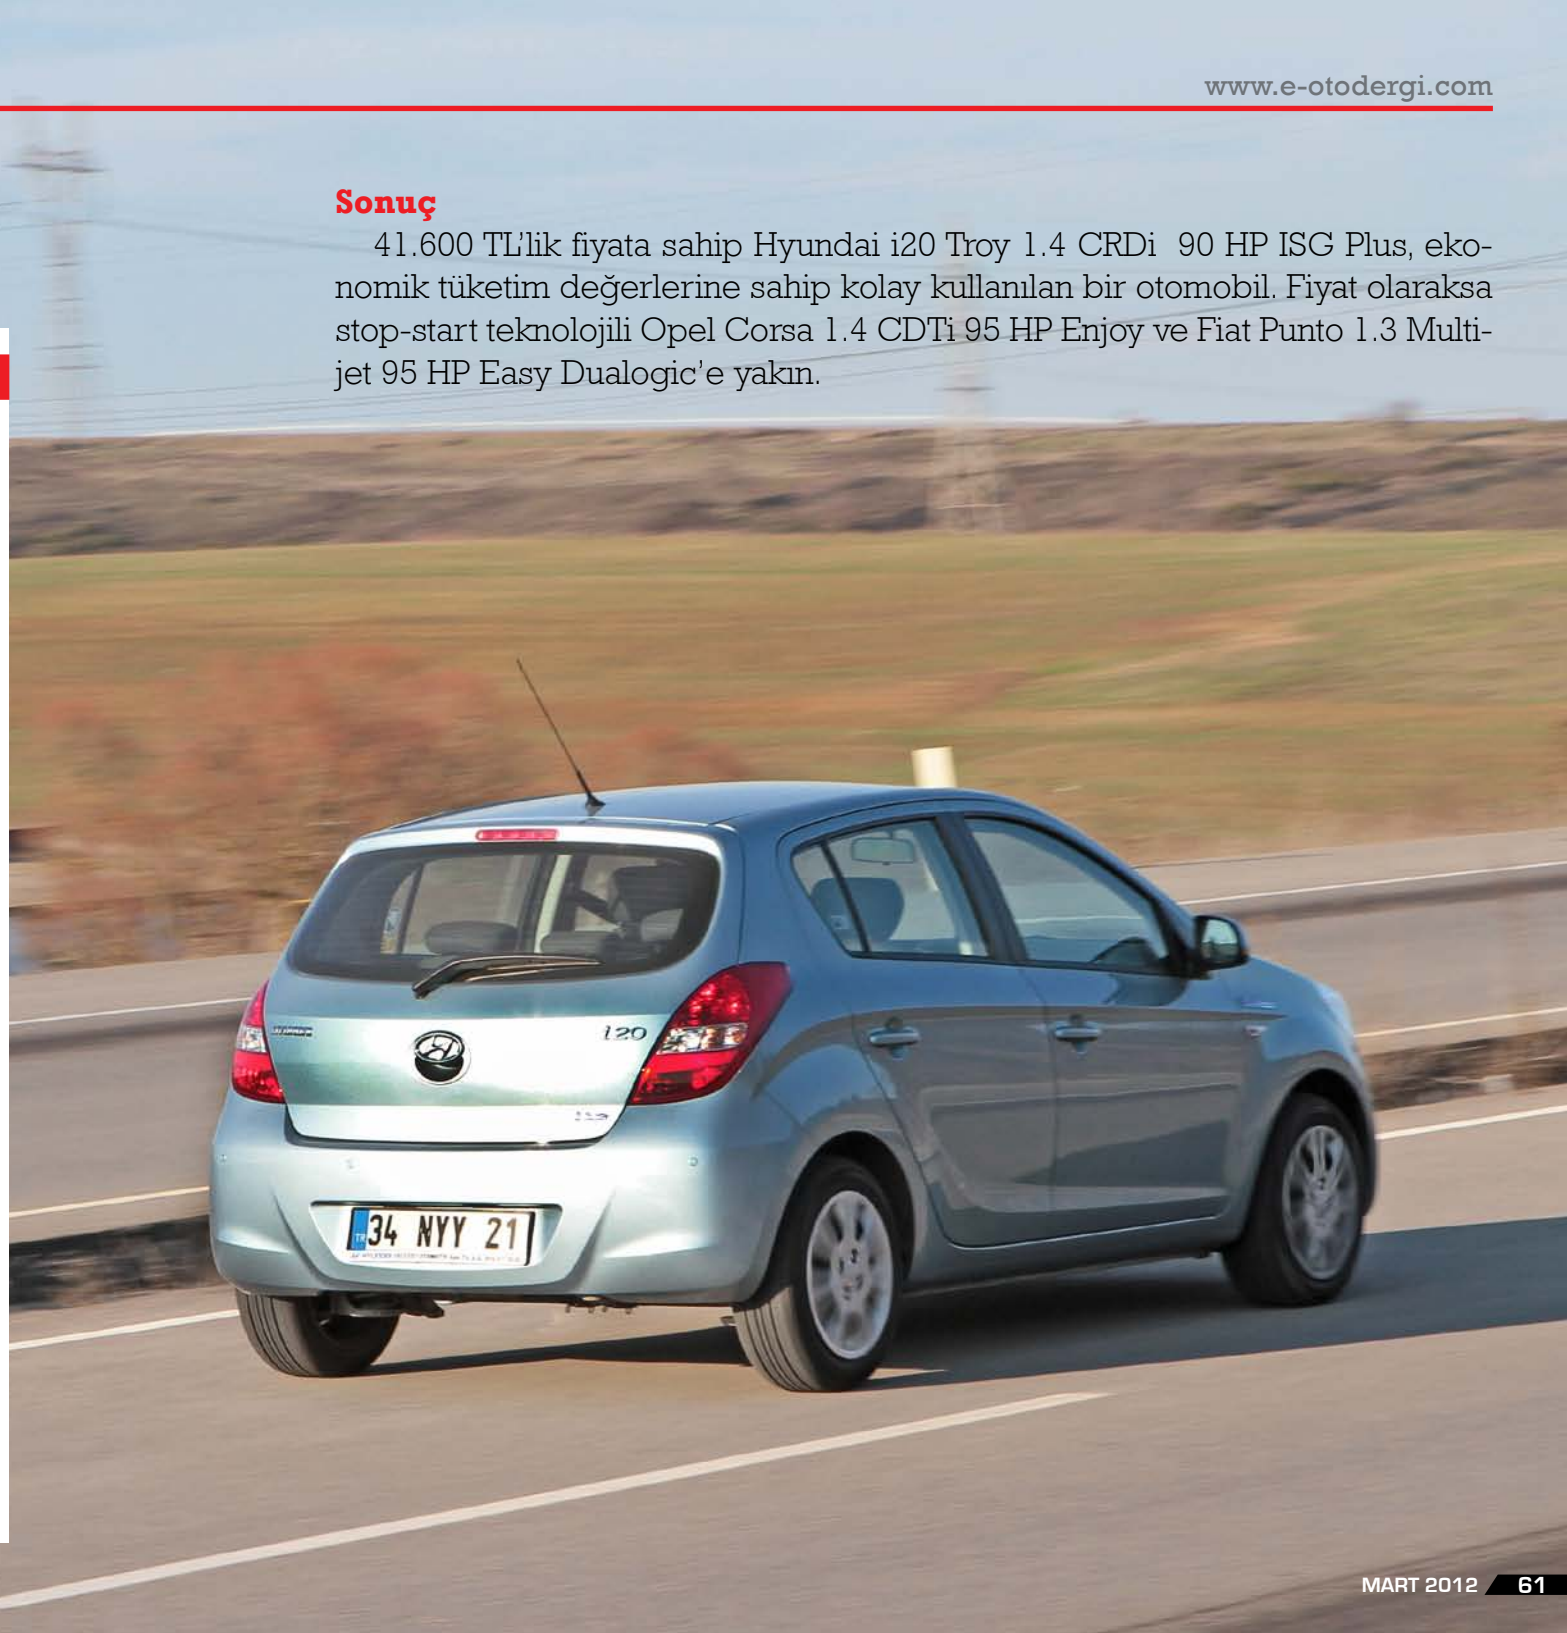 www.e-otodergi.com
Sonuç
41.600 TL'lik fiyata sahip Hyundai i20 Troy 1.4 CRDi 90 HP ISG Plus, eko-
nomik tüketim değerlerine sahip kolay kullanılan bir otomobil. Fiyat olaraksa
stop-start teknolojili Opel Corsa 1.4 CDTi 95 HP Enjoy ve Fiat Punto 1.3 Multi-
jet 95 HP Easy Dualogic’e yakın.
i20
TR 34 NYY 21
MART 2012 61